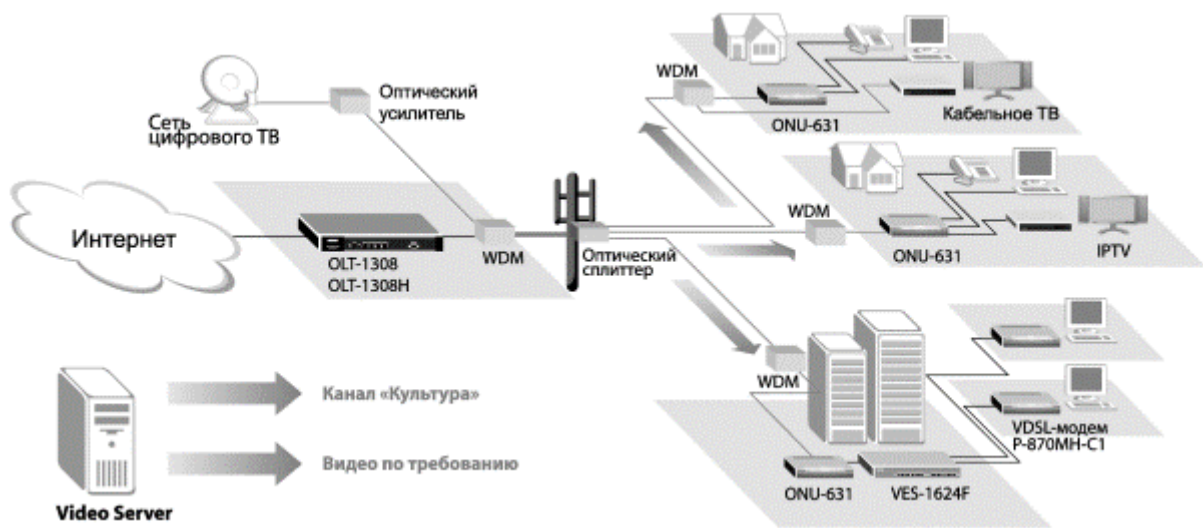 Сеть
цифрового ТВ
Оптический
усилитель
Интернет
OLT-1308
OLT-1308H
WDM
Оптический
сплиттер
WDM
ONU-631
Кабельное ТВ
WDM
ONU-631
IPTV
WDM
ONU-631
VES-1624F
VDSL-модем
P-870MH-C1
Канал «Культура»
Видео по требованию
Video Server